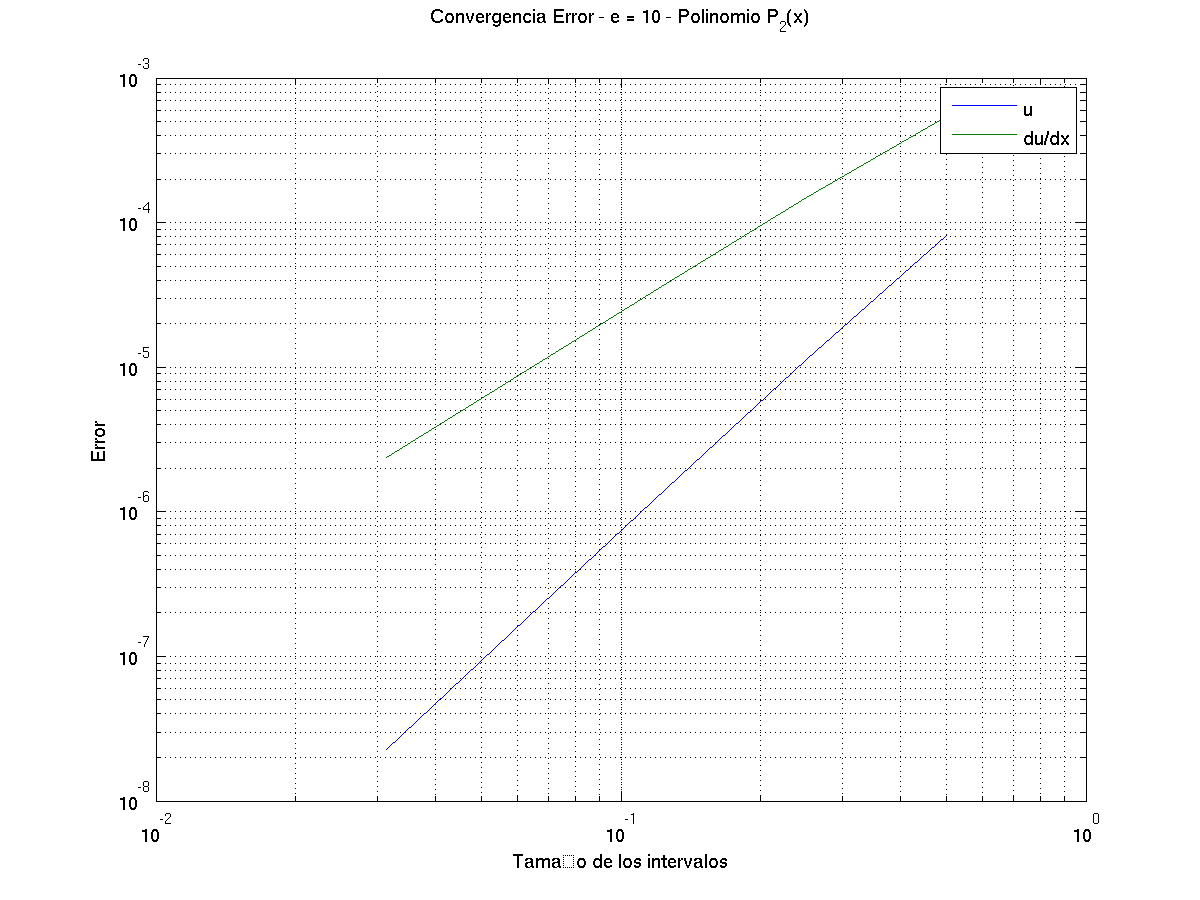 Convergencia Error - e = 10 - Polinomio P₂(x)
10⁻³
u
du/dx
10⁻⁴
10⁻⁵
Error
10⁻⁶
10⁻⁷
10⁻⁸
10⁻² 10⁻¹ 10⁰
Tama□o de los intervalos